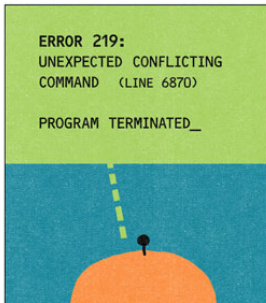 ERROR 219:
UNEXPECTED CONFLICTING
COMMAND (LINE 6870)
PROGRAM TERMINATED_